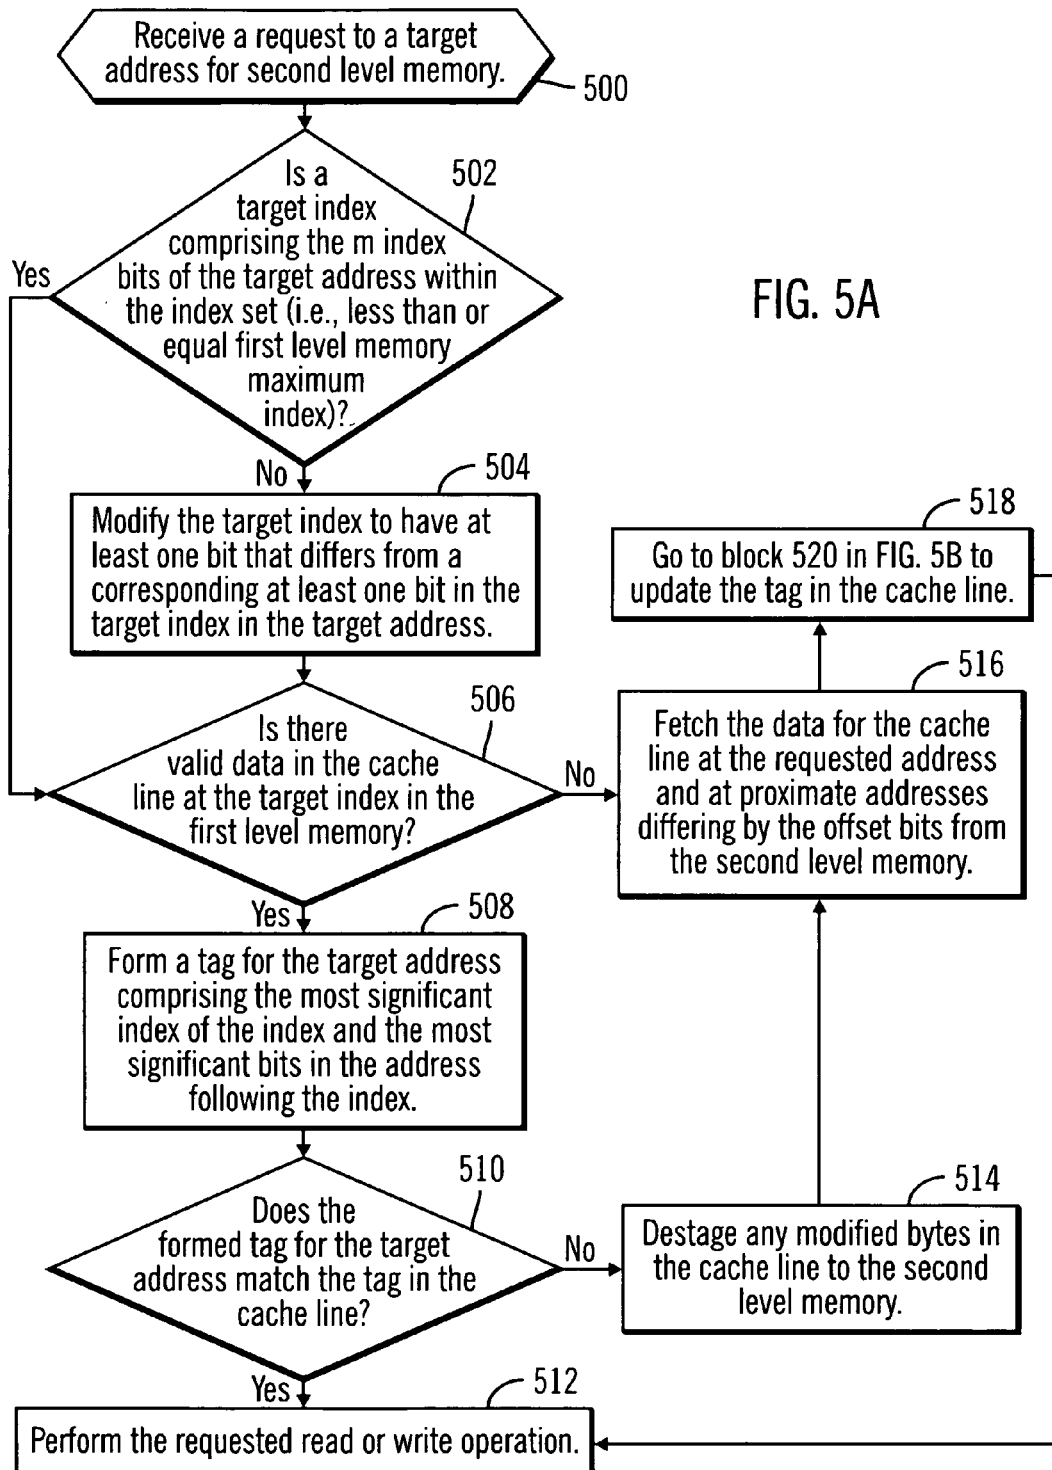 Receive a request to a target
address for second level memory.
500
Is a
target index
comprising the m index
bits of the target address within
the index set (i.e., less than or
equal first level memory
maximum
index)?
502
Yes
FIG. 5A
No
504
Modify the target index to have at
least one bit that differs from a
corresponding at least one bit in the
target index in the target address.
518
Go to block 520 in FIG. 5B to
update the tag in the cache line.
506
Is there
valid data in the cache
line at the target index in the
first level memory?
No
516
Fetch the data for the cache
line at the requested address
and at proximate addresses
differing by the offset bits from
the second level memory.
Yes
508
Form a tag for the target address
comprising the most significant
index of the index and the most
significant bits in the address
following the index.
510
Does the
formed tag for the target
address match the tag in the
cache line?
No
514
Destage any modified bytes in
the cache line to the second
level memory.
Yes
512
Perform the requested read or write operation.